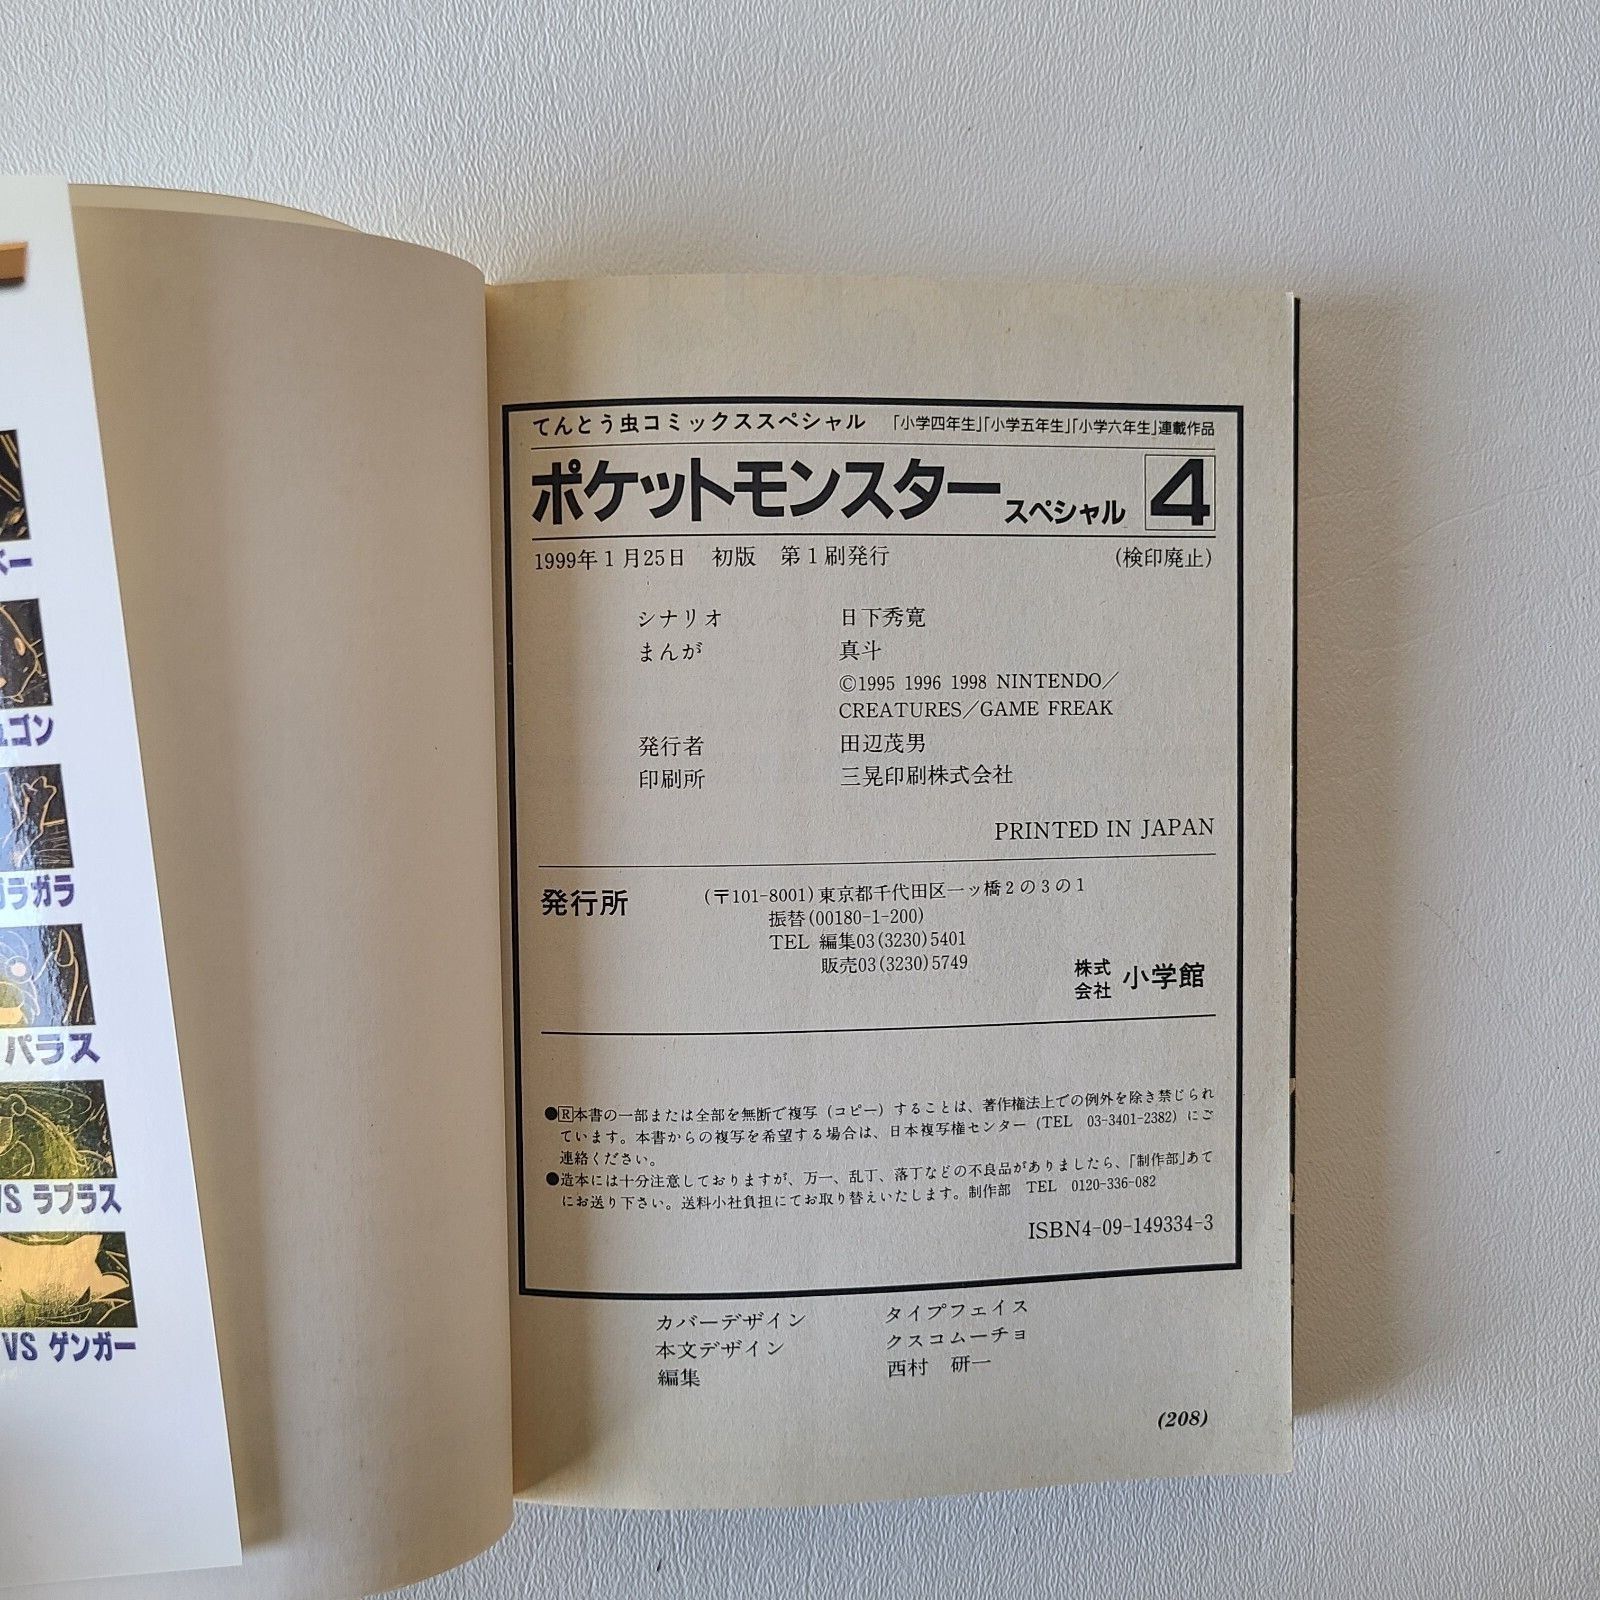 てんとう虫コミックススペシャル 「小学四年生」「小学五年生」「小学六年生」連載作品
ポケットモンスター スペシャル 4
1999年1月25日 初版 第1刷発行 (検印廃止)
シナリオ 日下秀寛
まんが 真斗
©1995 1996 1998 NINTENDO／
CREATURES／GAME FREAK
発行者 田辺茂男
印刷所 三晃印刷株式会社
PRINTED IN JAPAN
発行所 (〒101-8001)東京都千代田区一ッ橋2の3の1
振替(00180-1-200)
TEL 編集03(3230)5401
販売03(3230)5749
株式会社 小学館
●Ⓡ本書の一部または全部を無断で複写（コピー）することは、著作権法上での例外を除き禁じられ
ています。本書からの複写を希望する場合は、日本複写権センター（TEL 03-3401-2382）にご
連絡ください。
●造本には十分注意しておりますが、万一、乱丁、落丁などの不良品がありましたら、「制作部」あて
にお送り下さい。送料小社負担にてお取り替えいたします。制作部 TEL 0120-336-082
ISBN4-09-149334-3
カバーデザイン タイプフェイス
本文デザイン クスコムーチョ
編集 西村 研一
(208)
ベー
ュゴン
ガラガラ
パラス
VS ラプラス
VS ゲンガー